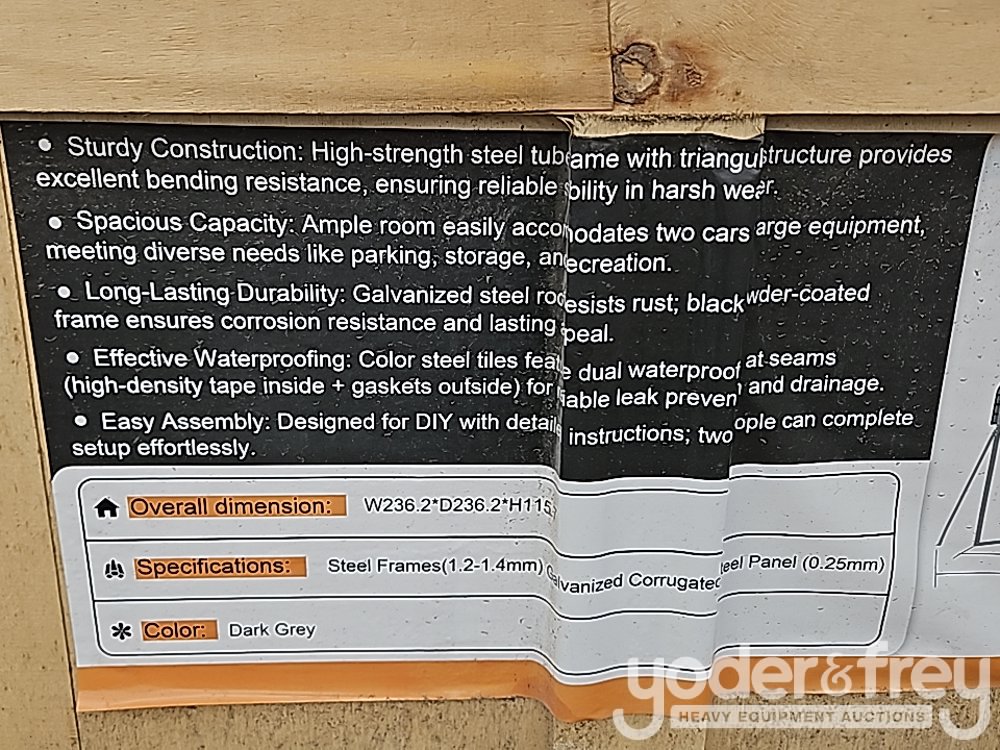 • Sturdy Construction: High-strength steel tub ame with triangu structure provides
excellent bending resistance, ensuring reliable bility in harsh we r.
• Spacious Capacity: Ample room easily acco modates two cars arge equipment,
meeting diverse needs like parking, storage, an ecreation.
• Long-Lasting Durability: Galvanized steel roo esists rust; black wder-coated
frame ensures corrosion resistance and lasting peal.
• Effective Waterproofing: Color steel tiles feat e dual waterproof at seams
(high-density tape inside + gaskets outside) for iable leak preven and drainage.
• Easy Assembly: Designed for DIY with detail instructions; two ople can complete
setup effortlessly.
Overall dimension: W236.2*D236.2*H115.
Specifications: Steel Frames(1.2-1.4mm) Galvanized Corrugated eel Panel (0.25mm)
Color: Dark Grey
yoder&frey
HEAVY EQUIPMENT AUCTIONS